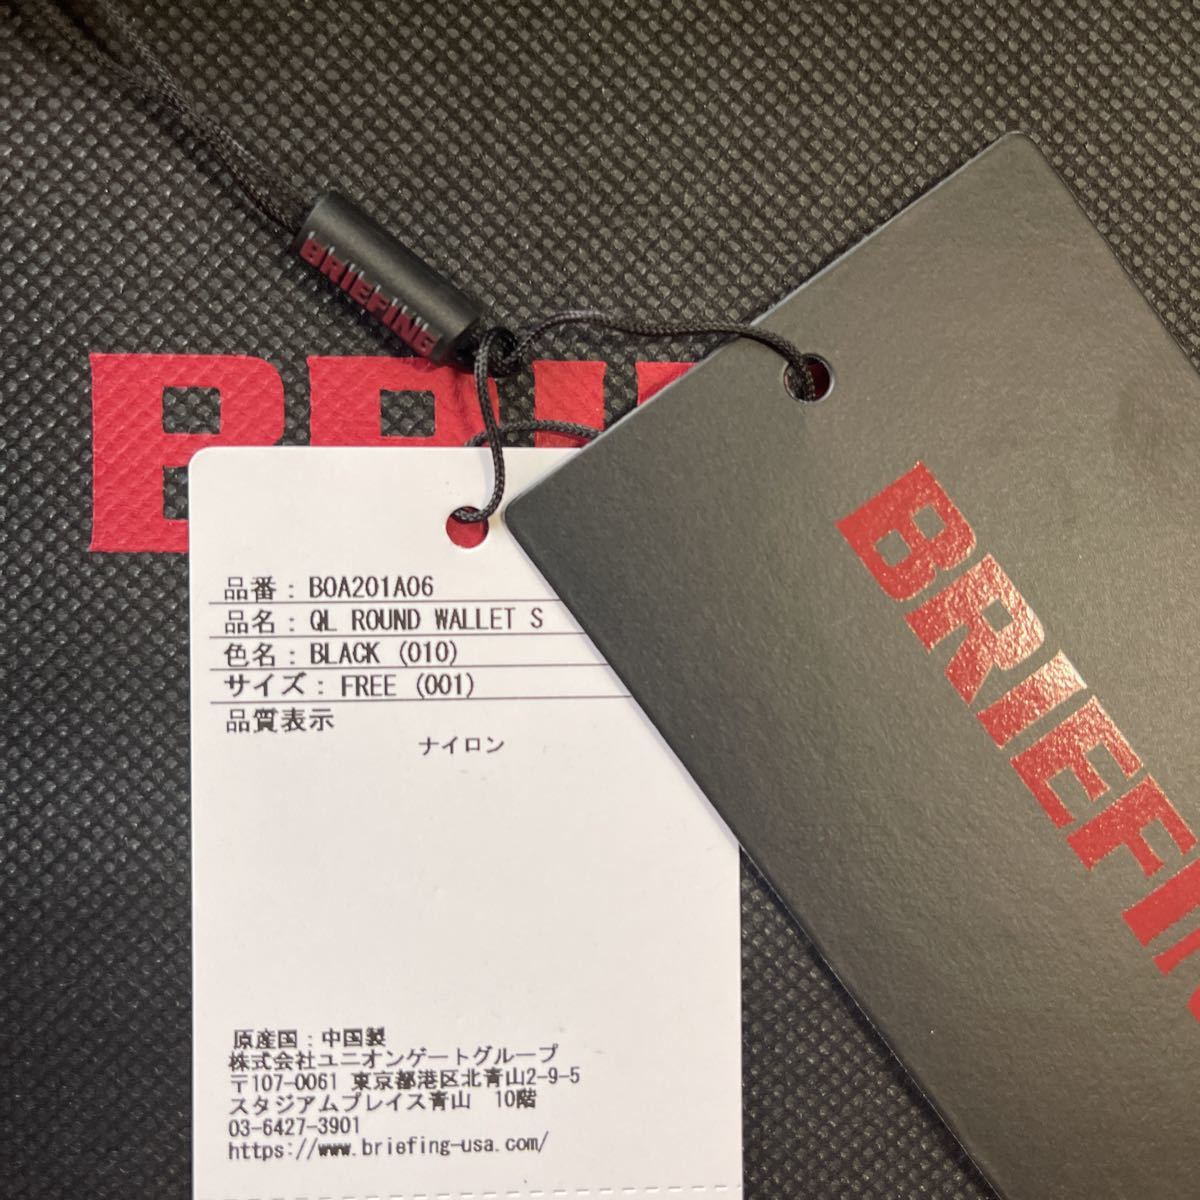 BRIEFING
品番：BOA201A06
品名：QL ROUND WALLET S
色名：BLACK (010)
サイズ：FREE (001)
品質表示
ナイロン
原産国：中国製
株式会社ユニオンゲートグループ
〒107-0061 東京都港区北青山2-9-5
スタジアムプレイス青山　10階
03-6427-3901
https://www.briefing-usa.com/
BRIEFIN